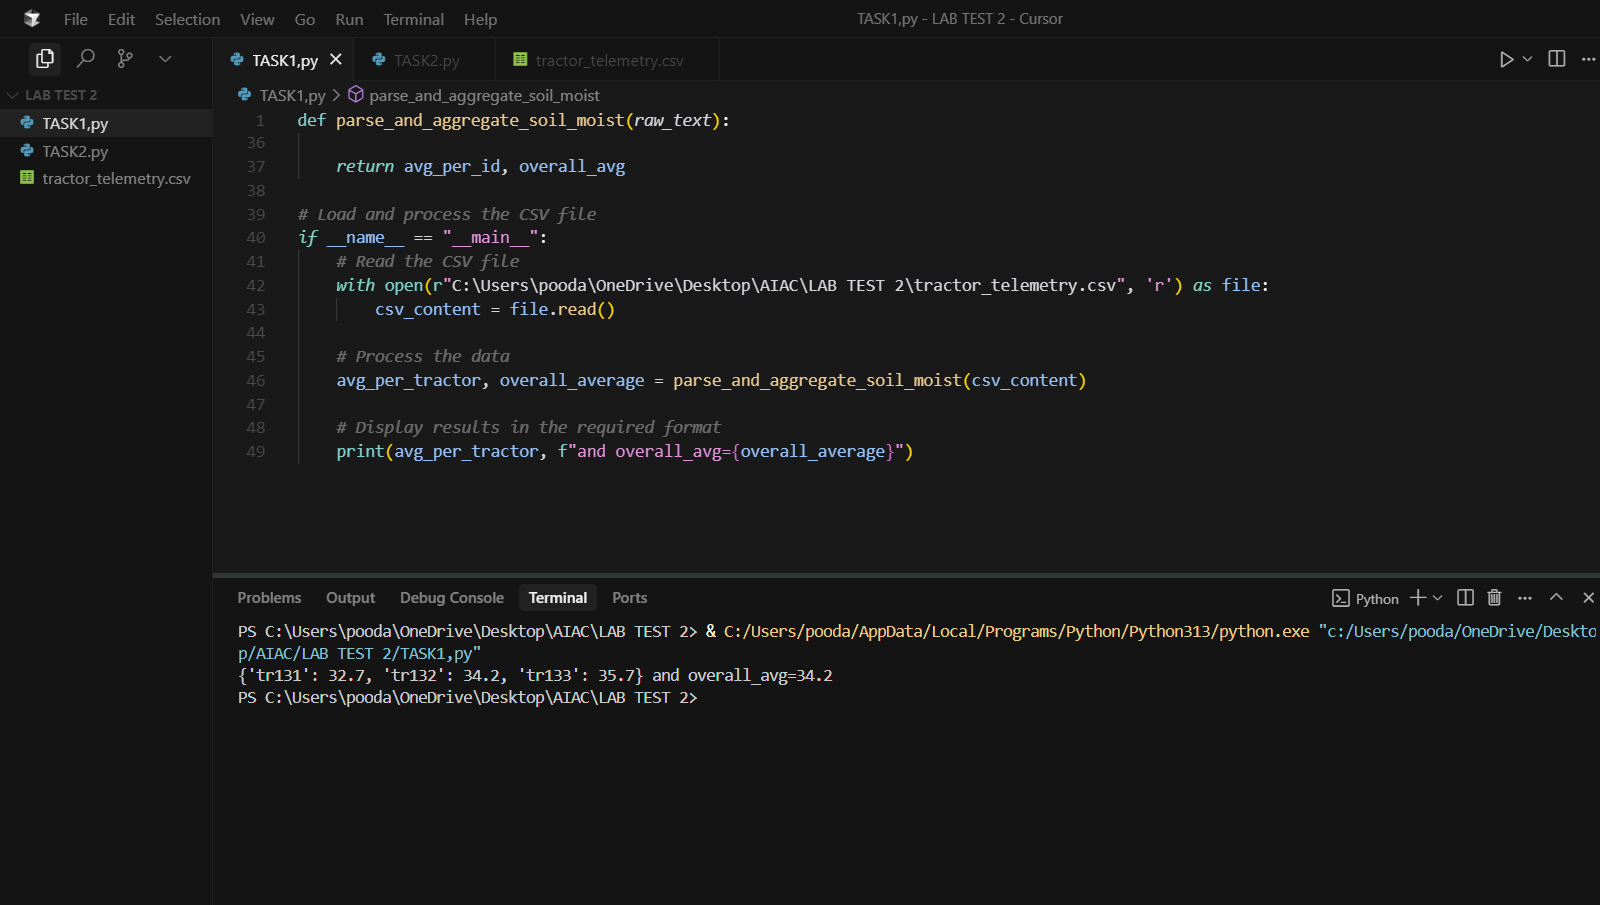 File Edit Selection View Go Run Terminal Help
TASK1,py - LAB TEST 2 - Cursor
LAB TEST 2
TASK1,py
TASK2.py
tractor_telemetry.csv
TASK1,py
TASK2.py
tractor_telemetry.csv
TASK1,py > parse_and_aggregate_soil_moist
1 def parse_and_aggregate_soil_moist(raw_text):
36
37 return avg_per_id, overall_avg
38
39 # Load and process the CSV file
40 if __name__ == "__main__":
41 # Read the CSV file
42 with open(r"C:\Users\pooda\OneDrive\Desktop\AIAC\LAB TEST 2\tractor_telemetry.csv", 'r') as file:
43 csv_content = file.read()
44
45 # Process the data
46 avg_per_tractor, overall_average = parse_and_aggregate_soil_moist(csv_content)
47
48 # Display results in the required format
49 print(avg_per_tractor, f"and overall_avg={overall_average}")
Problems Output Debug Console Terminal Ports
Python
PS C:\Users\pooda\OneDrive\Desktop\AIAC\LAB TEST 2> & C:/Users/pooda/AppData/Local/Programs/Python/Python313/python.exe "c:/Users/pooda/OneDrive/Deskto
p/AIAC/LAB TEST 2/TASK1,py"
{'tr131': 32.7, 'tr132': 34.2, 'tr133': 35.7} and overall_avg=34.2
PS C:\Users\pooda\OneDrive\Desktop\AIAC\LAB TEST 2>